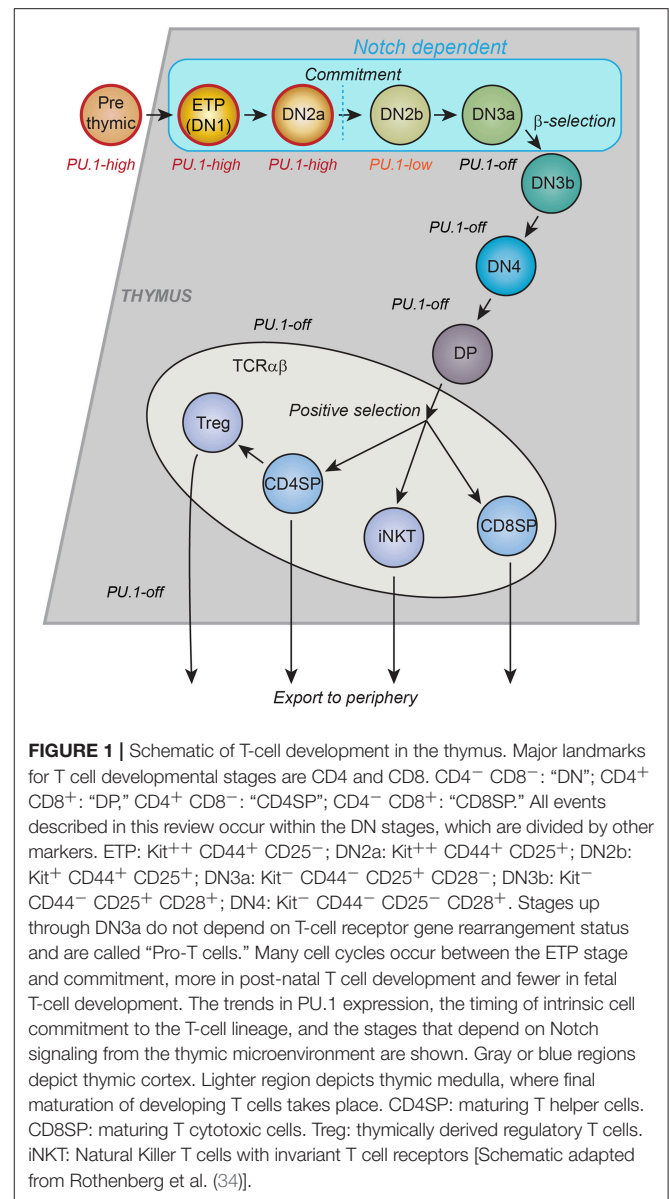 Notch dependent
Commitment
Pre
thymic
ETP
(DN1)
DN2a
DN2b
DN3a
β-selection
PU.1-high
PU.1-high
PU.1-high
PU.1-low
PU.1-off
DN3b
PU.1-off
DN4
THYMUS
PU.1-off
PU.1-off
DP
TCRαβ
Positive selection
Treg
CD4SP
iNKT
CD8SP
PU.1-off
Export to periphery
FIGURE 1 | Schematic of T-cell development in the thymus. Major landmarks
for T cell developmental stages are CD4 and CD8. CD4− CD8−: “DN”; CD4+
CD8+: “DP,” CD4+ CD8−: “CD4SP”; CD4− CD8+: “CD8SP.” All events
described in this review occur within the DN stages, which are divided by other
markers. ETP: Kit++ CD44+ CD25−; DN2a: Kit++ CD44+ CD25+; DN2b:
Kit+ CD44+ CD25+; DN3a: Kit− CD44− CD25+ CD28−; DN3b: Kit−
CD44− CD25+ CD28+; DN4: Kit− CD44− CD25− CD28+. Stages up
through DN3a do not depend on T-cell receptor gene rearrangement status
and are called “Pro-T cells.” Many cell cycles occur between the ETP stage
and commitment, more in post-natal T cell development and fewer in fetal
T-cell development. The trends in PU.1 expression, the timing of intrinsic cell
commitment to the T-cell lineage, and the stages that depend on Notch
signaling from the thymic microenvironment are shown. Gray or blue regions
depict thymic cortex. Lighter region depicts thymic medulla, where final
maturation of developing T cells takes place. CD4SP: maturing T helper cells.
CD8SP: maturing T cytotoxic cells. Treg: thymically derived regulatory T cells.
iNKT: Natural Killer T cells with invariant T cell receptors [Schematic adapted
from Rothenberg et al. (34)].